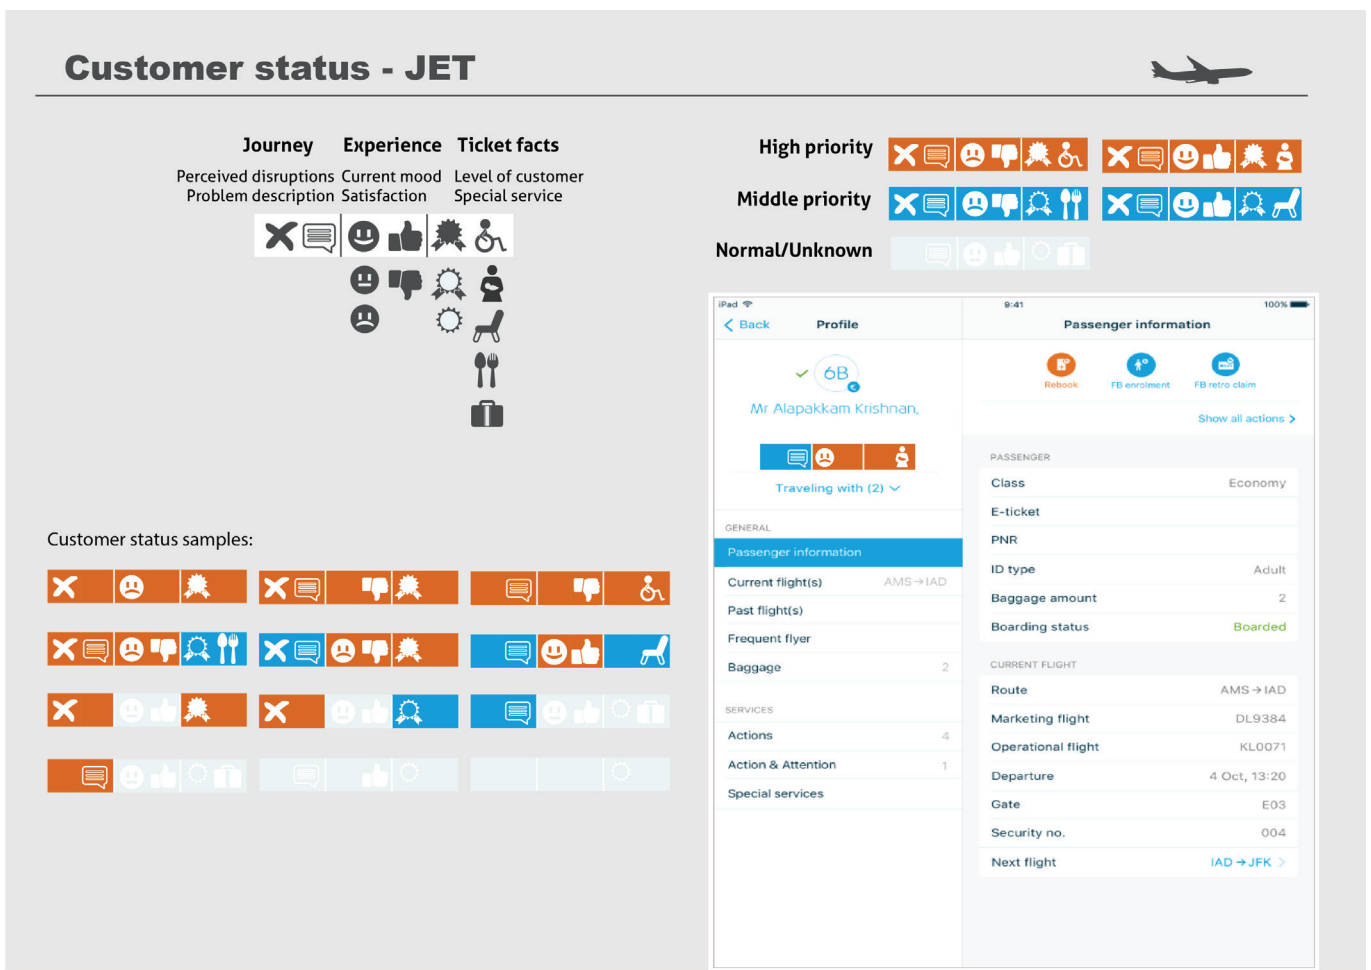 Customer status - JET
Journey Experience Ticket facts
Perceived disruptions Current mood Level of customer
Problem description Satisfaction Special service
High priority
Middle priority
Normal/Unknown
Customer status samples:
iPad 9:41 100%
Back Profile Passenger information
6B
€
Mr Alapakkam Krishnan,
Traveling with (2)
GENERAL
Passenger information
Current flight(s) AMS→IAD
Past flight(s)
Frequent flyer
Baggage 2
SERVICES
Actions 4
Action & Attention 1
Special services
Rebook FB enrolment FB retro claim
Show all actions
PASSENGER
Class Economy
E-ticket
PNR
ID type Adult
Baggage amount 2
Boarding status Boarded
CURRENT FLIGHT
Route AMS→IAD
Marketing flight DL9384
Operational flight KL0071
Departure 4 Oct, 13:20
Gate E03
Security no. 004
Next flight IAD→JFK